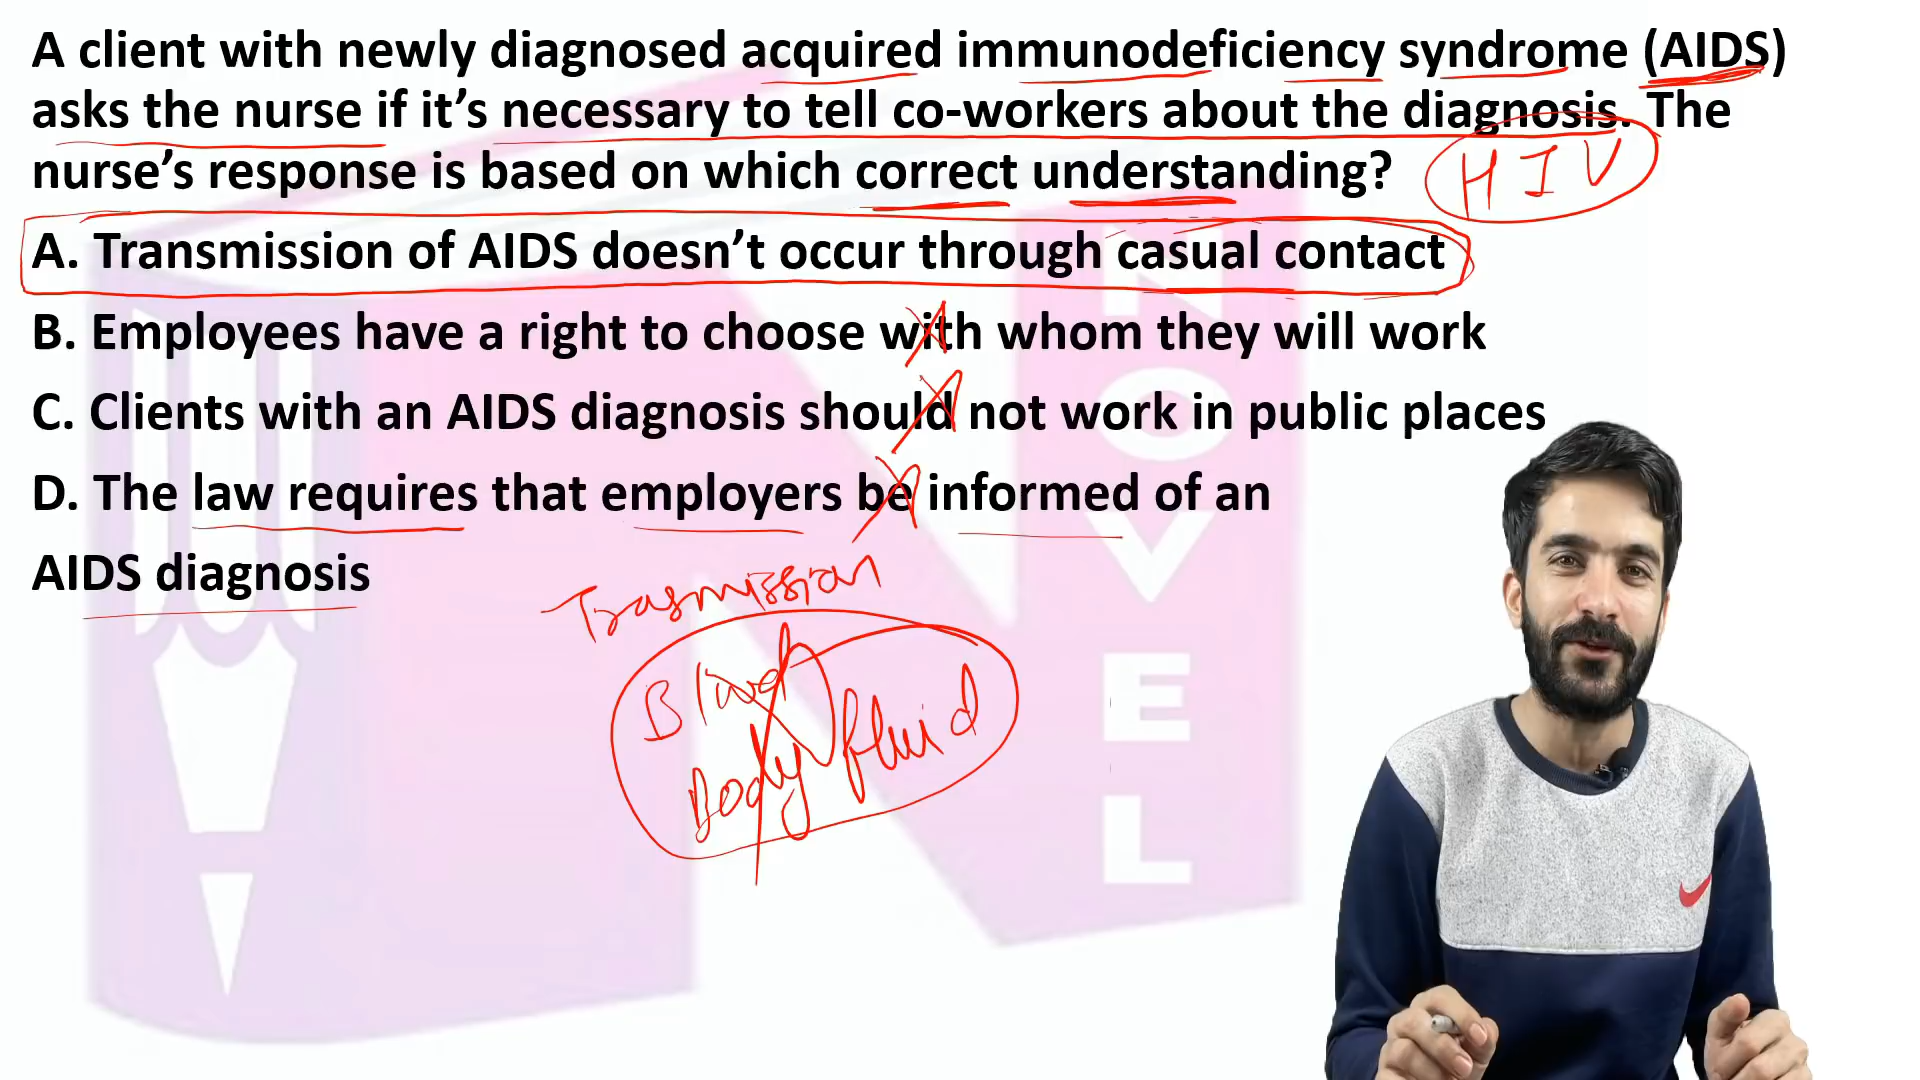 A client with newly diagnosed acquired immunodeficiency syndrome (AIDS)
asks the nurse if it’s necessary to tell co-workers about the diagnosis. The
nurse’s response is based on which correct understanding?
HIV
A. Transmission of AIDS doesn’t occur through casual contact
B. Employees have a right to choose with whom they will work
C. Clients with an AIDS diagnosis should not work in public places
D. The law requires that employers be informed of an
AIDS diagnosis
Trasmission
Blood
Body fluid
NOVEL